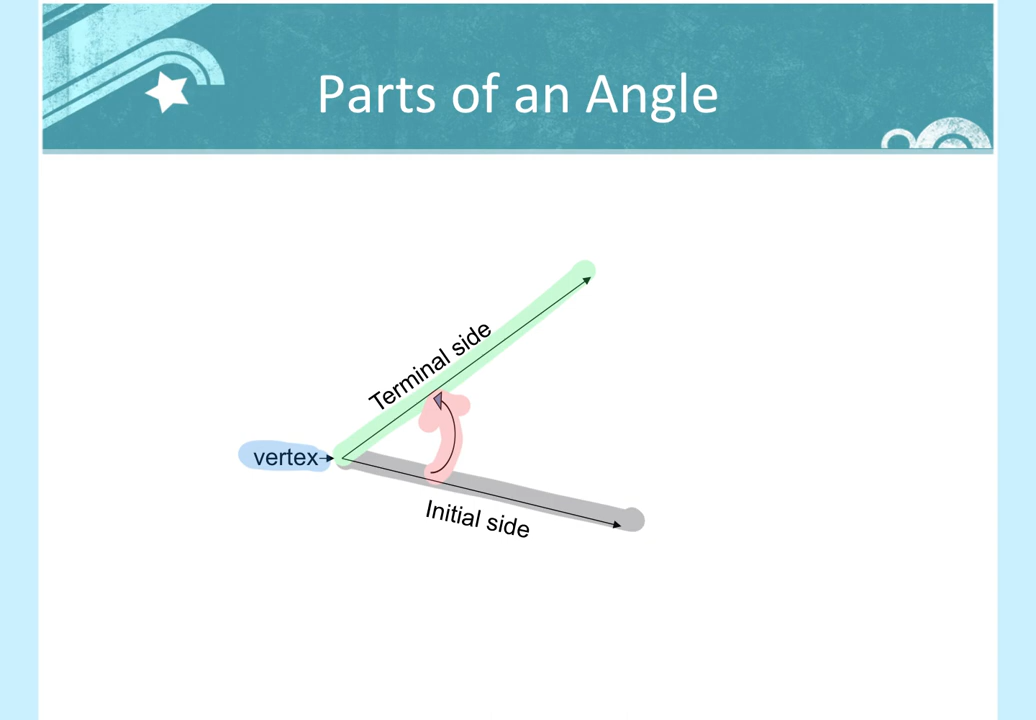 Parts of an Angle
Terminal side
vertex
Initial side